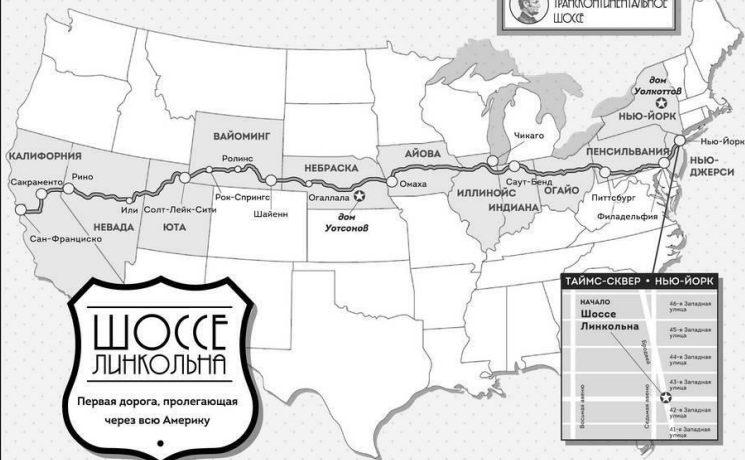 ТРАНСКОНТИНЕНТАЛЬНОЕ
ШОССЕ
дом
Уолкоттов
НЬЮ-ЙОРК
Чикаго
Нью-Йорк
ВАЙОМИНГ
КАЛИФОРНИЯ
Ролинс
НЕБРАСКА
АЙОВА
ПЕНСИЛЬВАНИЯ
НЬЮ-
ДЖЕРСИ
Сакраменто
Рино
Омаха
Саут-Бенд
ИЛЛИНОЙС
ОГАЙО
ИНДИАНА
Или
Солт-Лейк-Сити
Рок-Спрингс
Огаллала
Шайенн
дом
Уотсонов
Питтсбург
Филадельфия
НЕВАДА
ЮТА
Сан-Франциско
ШОССЕ
ЛИНКОЛЬНА
Первая дорога, пролегающая
через всю Америку
ТАЙМС-СКВЕР • НЬЮ-ЙОРК
НАЧАЛО
Шоссе
Линкольна
46-я Западная
улица
45-я Западная
улица
44-я Западная
улица
43-я Западная
улица
42-я Западная
улица
41-я Западная
улица
Бродвей
Восьмая авеню
Седьмая авеню